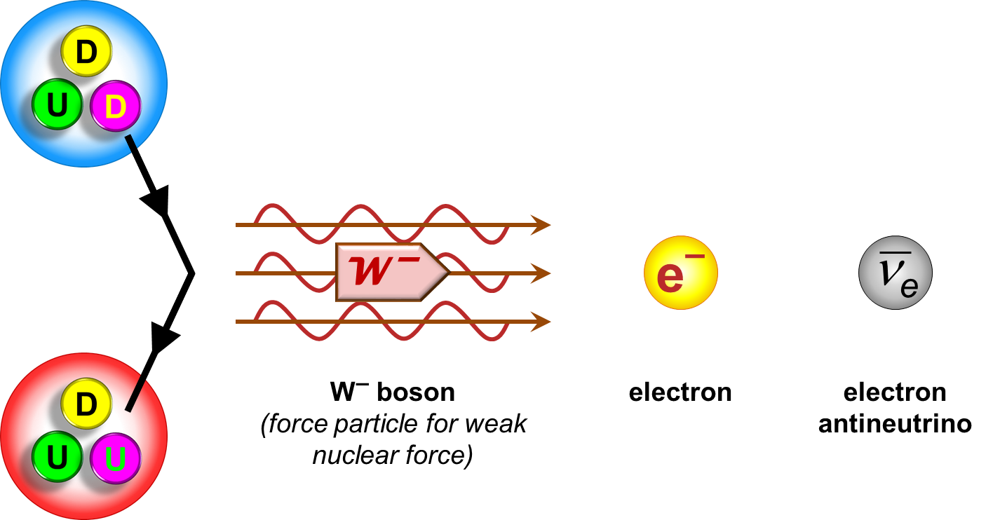 D
U D
W⁻
e⁻
ν̅ₑ
D
U U
W⁻ boson
(force particle for weak
nuclear force)
electron
electron
antineutrino